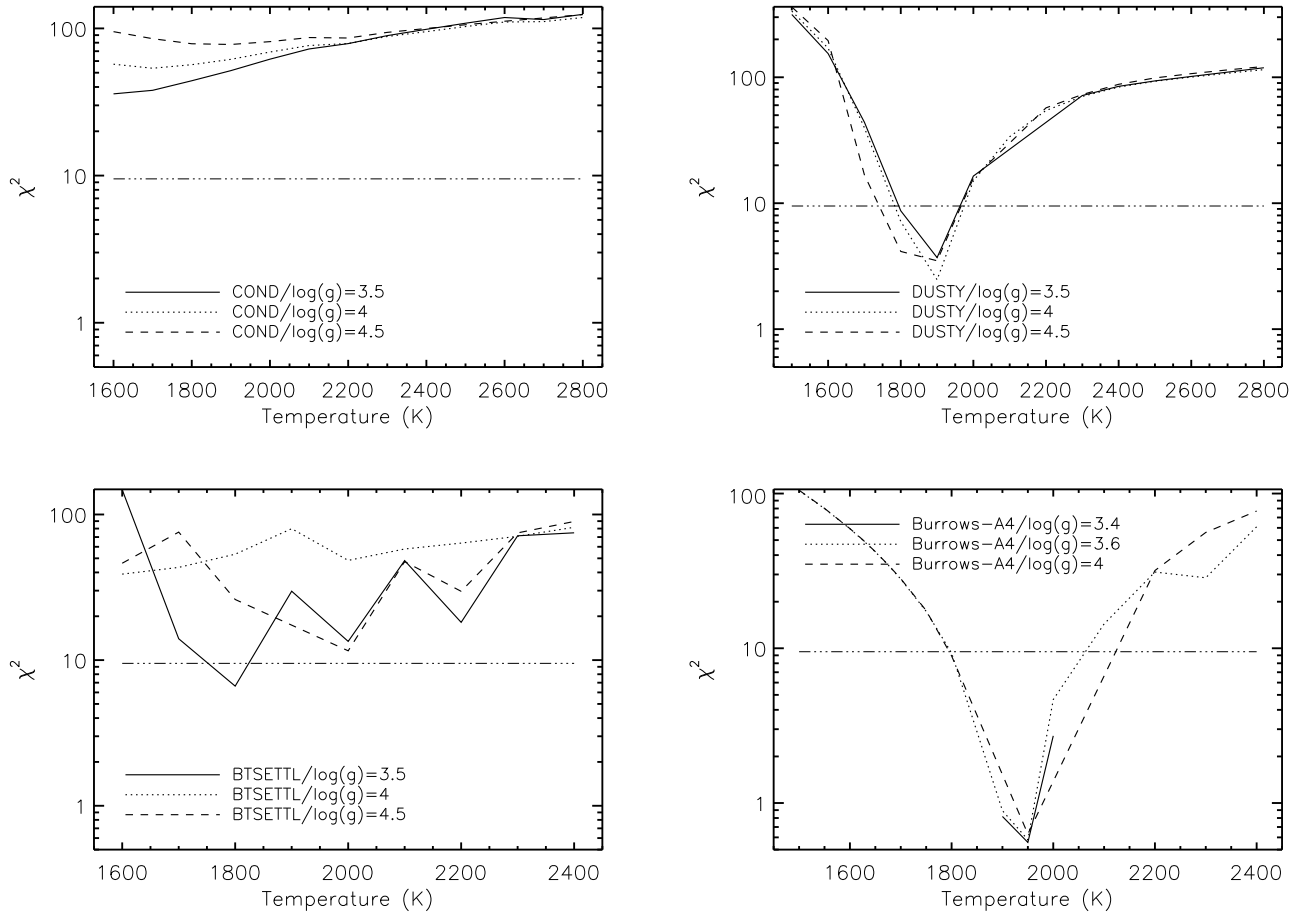 100
10
1
χ2
COND/log(g)=3.5
COND/log(g)=4
COND/log(g)=4.5
1600 1800 2000 2200 2400 2600 2800
Temperature (K)
100
10
1
χ2
DUSTY/log(g)=3.5
DUSTY/log(g)=4
DUSTY/log(g)=4.5
1600 1800 2000 2200 2400 2600 2800
Temperature (K)
100
10
1
χ2
BTSETTL/log(g)=3.5
BTSETTL/log(g)=4
BTSETTL/log(g)=4.5
1600 1800 2000 2200 2400
Temperature (K)
100
10
1
χ2
Burrows-A4/log(g)=3.4
Burrows-A4/log(g)=3.6
Burrows-A4/log(g)=4
1600 1800 2000 2200 2400
Temperature (K)